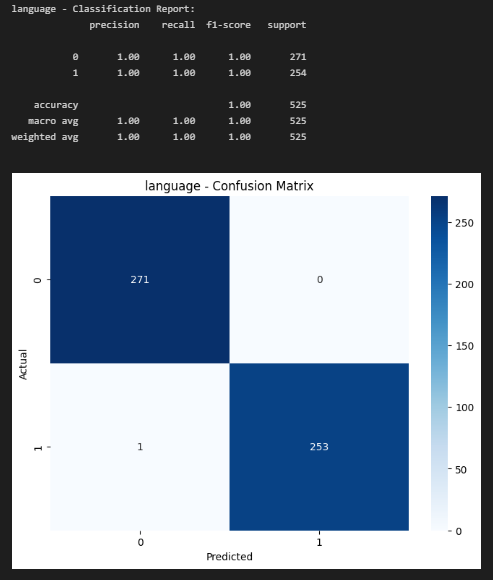 language - Classification Report:
precision recall f1-score support
0 1.00 1.00 1.00 271
1 1.00 1.00 1.00 254
accuracy 1.00 525
macro avg 1.00 1.00 1.00 525
weighted avg 1.00 1.00 1.00 525
language - Confusion Matrix
Actual
0
1
271 0
1 253
0 1
Predicted
250
200
150
100
50
0